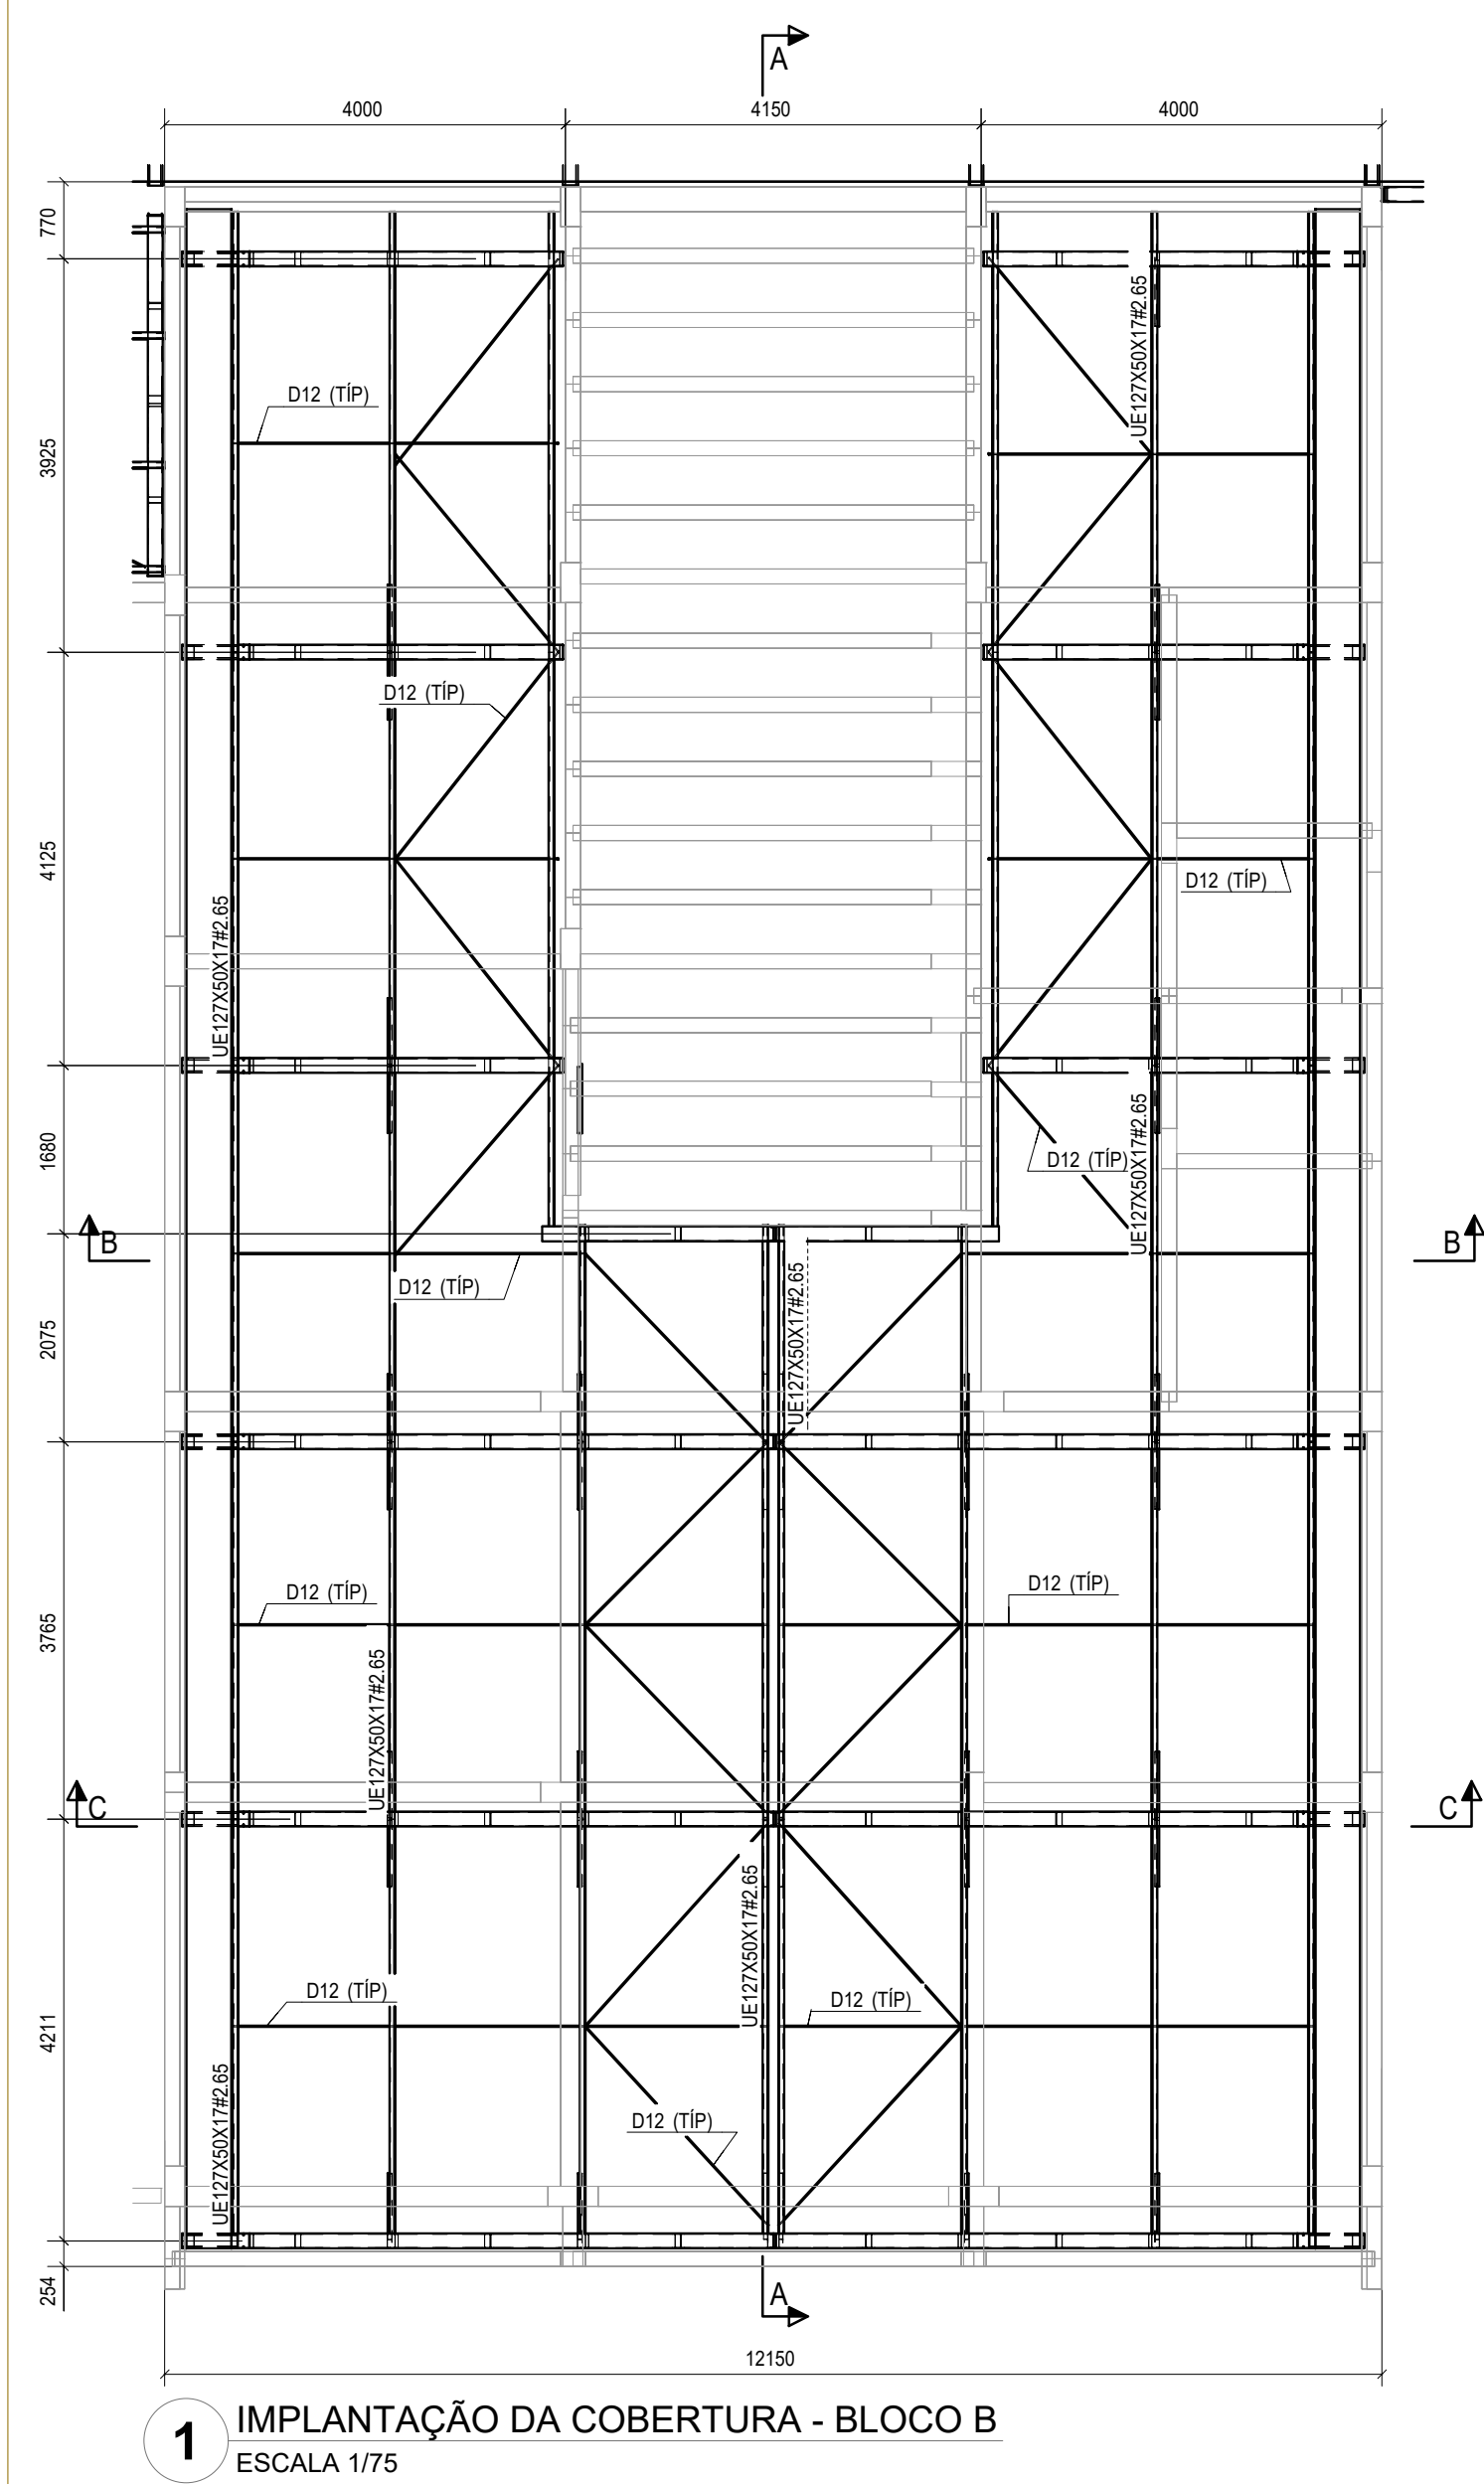 A
4000
4150
4000
770
UE127X50X17#2.65
D12 (TÍP)
3925
D12 (TÍP)
4125
D12 (TÍP)
UE127X50X17#2.65
1680
UE127X50X17#2.65
D12 (TÍP)
B
B
D12 (TÍP)
UE127X50X17#2.65
2075
D12 (TÍP)
D12 (TÍP)
3765
UE127X50X17#2.65
C
C
UE127X50X17#2.65
D12 (TÍP)
D12 (TÍP)
4211
UE127X50X17#2.65
D12 (TÍP)
254
A
12150
1
IMPLANTAÇÃO DA COBERTURA - BLOCO B
ESCALA 1/75